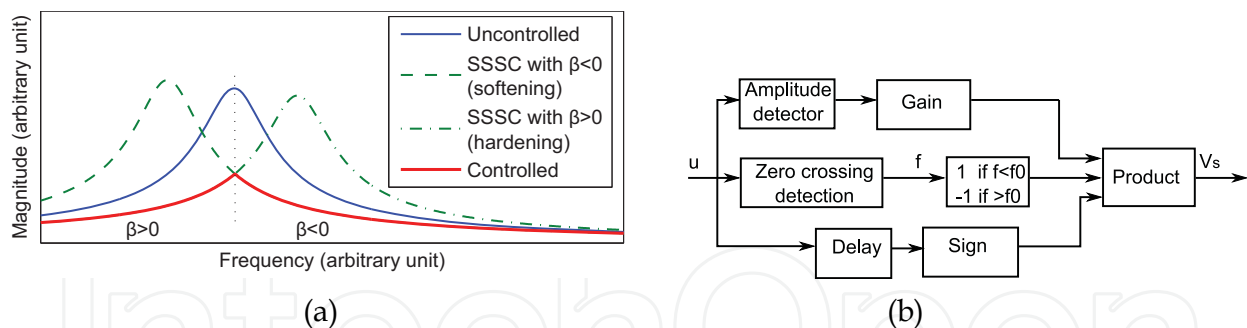 Magnitude (arbitrary unit)
Uncontrolled
SSSC with β<0
(softening)
SSSC with β>0
(hardening)
Controlled
β>0
β<0
Frequency (arbitrary unit)
(a)
u
Amplitude
detector
Gain
Zero crossing
detection
f
1 if f<f0
-1 if >f0
Product
Vs
Delay
Sign
(b)
IntechOpen